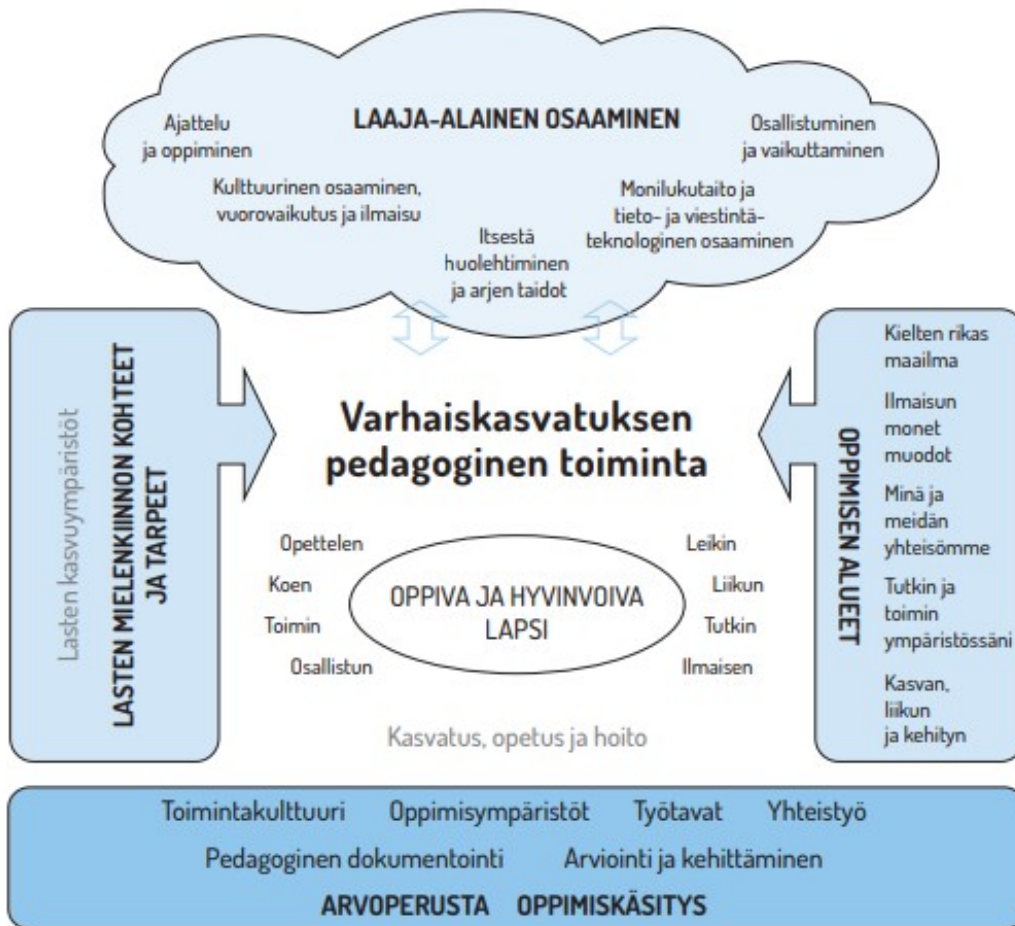 LAAJA-ALAINEN OSAAMINEN
Ajattelu
ja oppiminen
Osallistuminen
ja vaikuttaminen
Kulttuurinen osaaminen,
vuorovaikutus ja ilmaisu
Monilukutaito ja
tieto- ja viestintä-
teknologinen osaaminen
Itsestä
huolehtiminen
ja arjen taidot
Lasten kasvuympäristöt
LASTEN MIELENKIINNON KOHTEET
JA TARPEET
Varhaiskasvatuksen
pedagoginen toiminta
Opettelen
Koen
Toimin
Osallistun
OPPIVA JA HYVINVOIVA
LAPSI
Leikin
Liikun
Tutkin
Ilmaisen
Kasvatus, opetus ja hoito
OPPIMISEN ALUEET
Kielten rikas
maailma
Ilmaisun
monet
muodot
Minä ja
meidän
yhteisömme
Tutkin ja
toimin
ympäristössäni
Kasvan,
liikun
ja kehityn
Toimintakulttuuri Oppimisympäristöt Työtavat Yhteistyö
Pedagoginen dokumentointi Arviointi ja kehittäminen
ARVOPERUSTA OPPIMISKÄSITYS